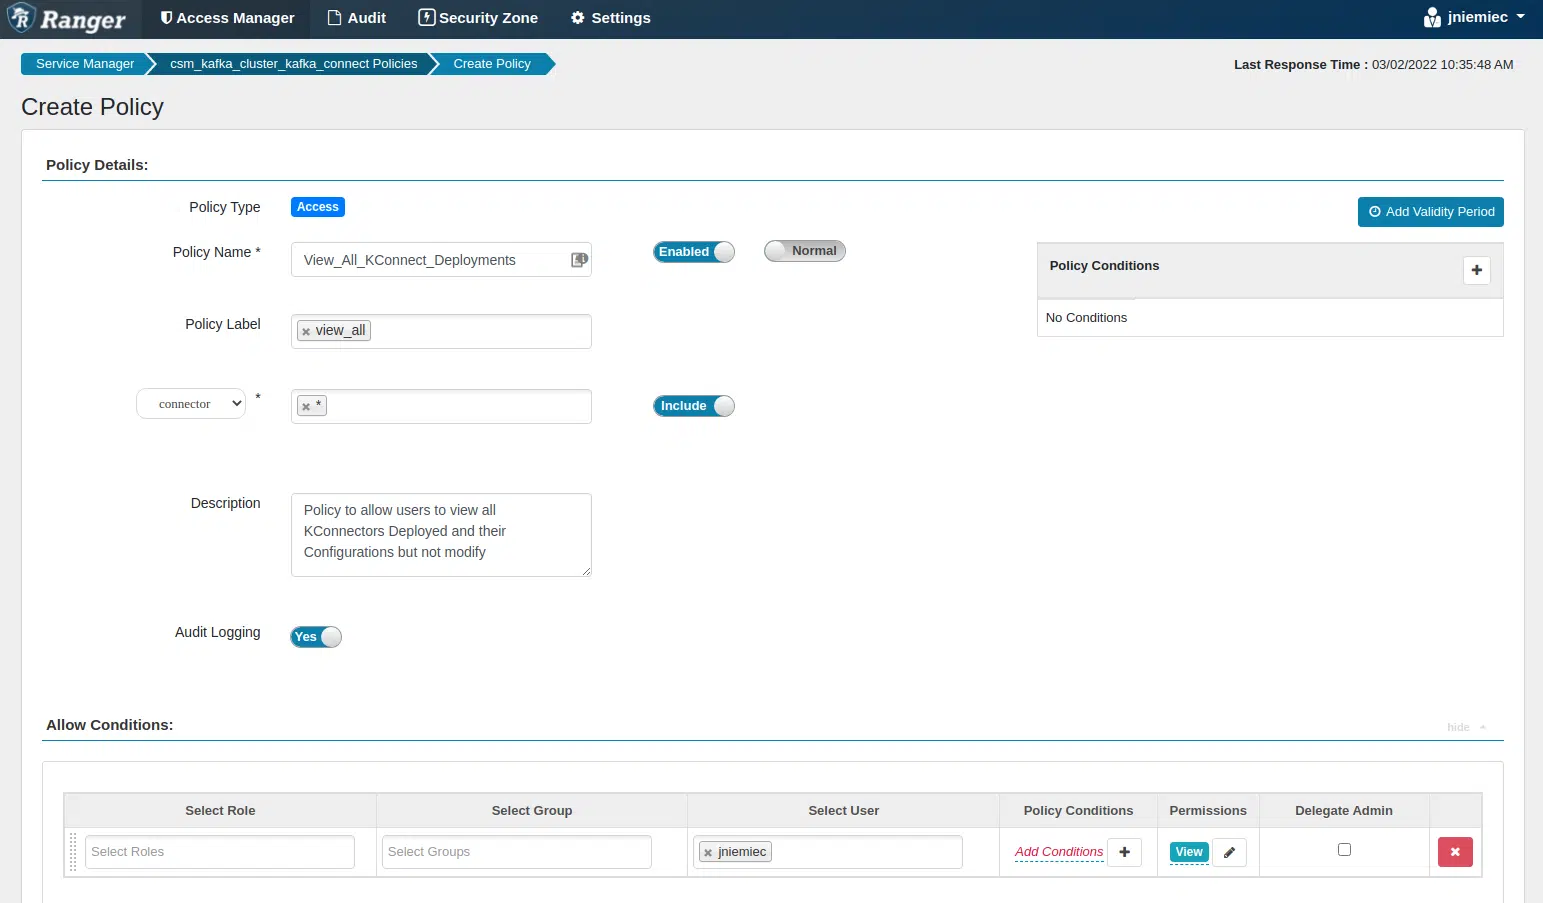 Ranger Access Manager Audit Security Zone Settings jniemiec
Service Manager csm_kafka_cluster_kafka_connect Policies Create Policy Last Response Time : 03/02/2022 10:35:48 AM
Create Policy
Policy Details:
Policy Type Access Add Validity Period
Policy Name * View_All_KConnect_Deployments Enabled Normal
Policy Conditions +
No Conditions
Policy Label × view_all
connector * × * Include
Description Policy to allow users to view all
KConnectors Deployed and their
Configurations but not modify
Audit Logging Yes
Allow Conditions: hide
Select Role Select Group Select User Policy Conditions Permissions Delegate Admin
Select Roles Select Groups × jniemiec Add Conditions + View ×